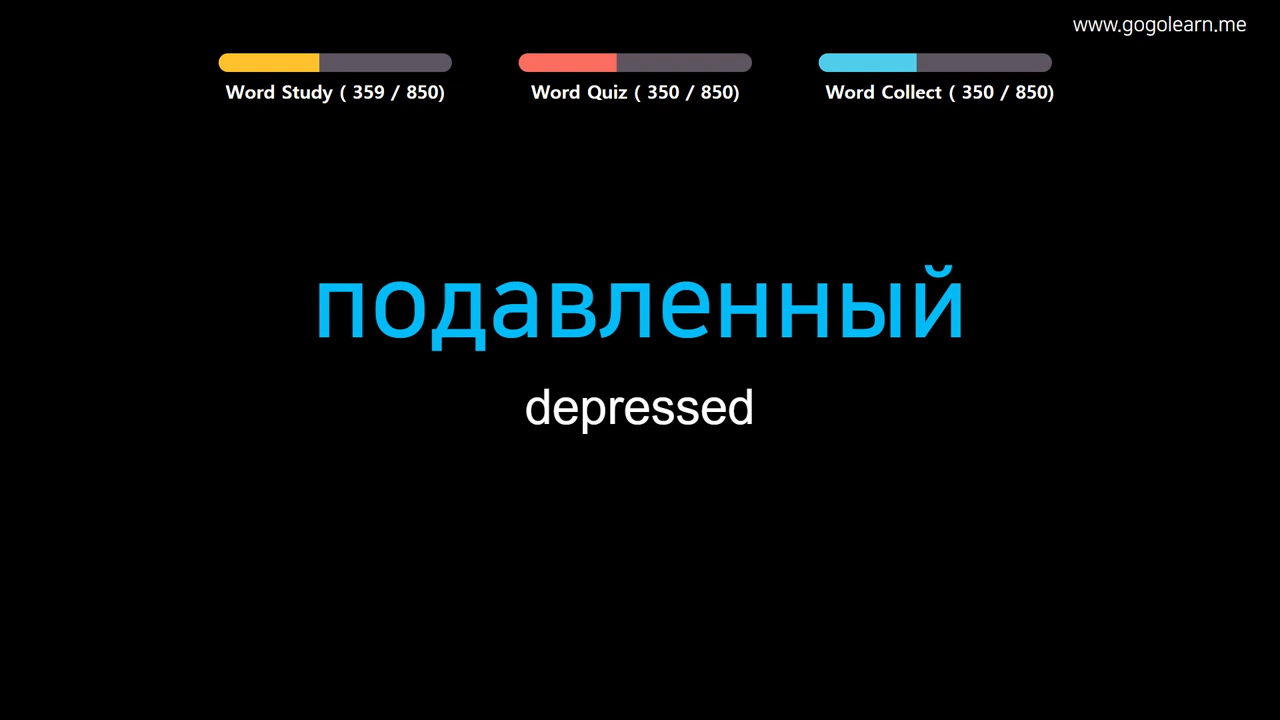 www.gogolearn.me
Word Study ( 359 / 850)
Word Quiz ( 350 / 850)
Word Collect ( 350 / 850)
подавленный
depressed